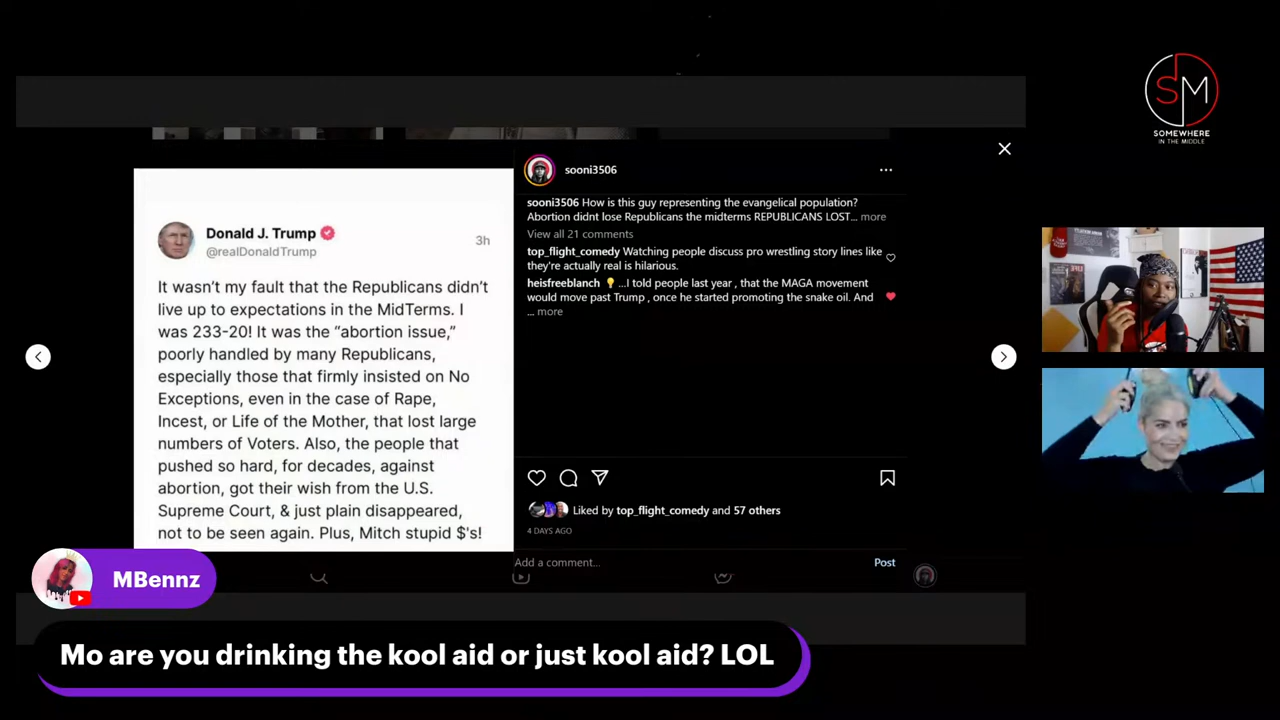 SM
SOMEWHERE
IN THE MIDDLE
Donald J. Trump
@realDonaldTrump
3h
It wasn't my fault that the Republicans didn't
live up to expectations in the MidTerms. I
was 233-20! It was the "abortion issue,"
poorly handled by many Republicans,
especially those that firmly insisted on No
Exceptions, even in the case of Rape,
Incest, or Life of the Mother, that lost large
numbers of Voters. Also, the people that
pushed so hard, for decades, against
abortion, got their wish from the U.S.
Supreme Court, & just plain disappeared,
not to be seen again. Plus, Mitch stupid $'s!
sooni3506
sooni3506 How is this guy representing the evangelical population?
Abortion didnt lose Republicans the midterms REPUBLICANS LOST... more
View all 21 comments
top_flight_comedy Watching people discuss pro wrestling story lines like
they're actually real is hilarious.
heisfreeblanch 💡...I told people last year , that the MAGA movement
would move past Trump , once he started promoting the snake oil. And
... more
Liked by top_flight_comedy and 57 others
4 DAYS AGO
Add a comment...
Post
MBennz
Mo are you drinking the kool aid or just kool aid? LOL